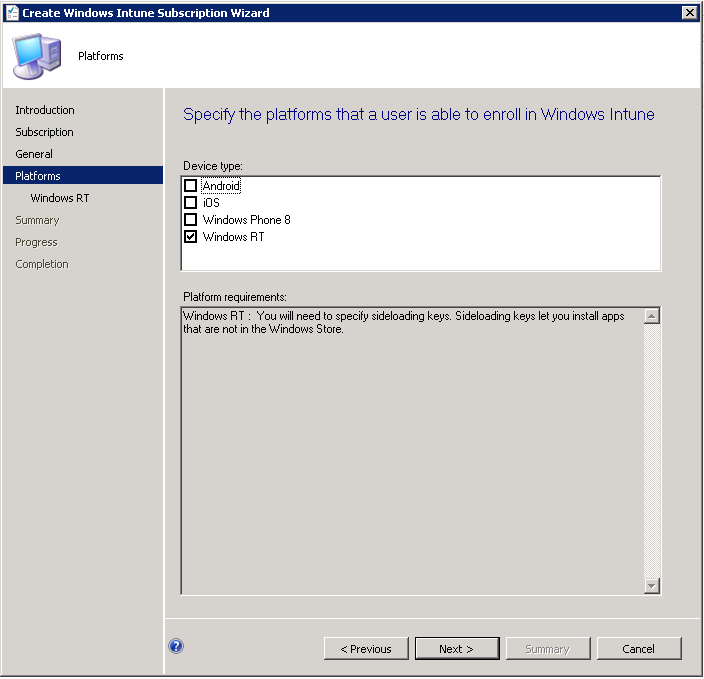 Create Windows Intune Subscription Wizard
Platforms
Introduction
Subscription
General
Platforms
Windows RT
Summary
Progress
Completion
Specify the platforms that a user is able to enroll in Windows Intune
Device type:
Android
iOS
Windows Phone 8
Windows RT
Platform requirements:
Windows RT :  You will need to specify sideloading keys. Sideloading keys let you install apps
that are not in the Windows Store.
?
< Previous
Next >
Summary
Cancel